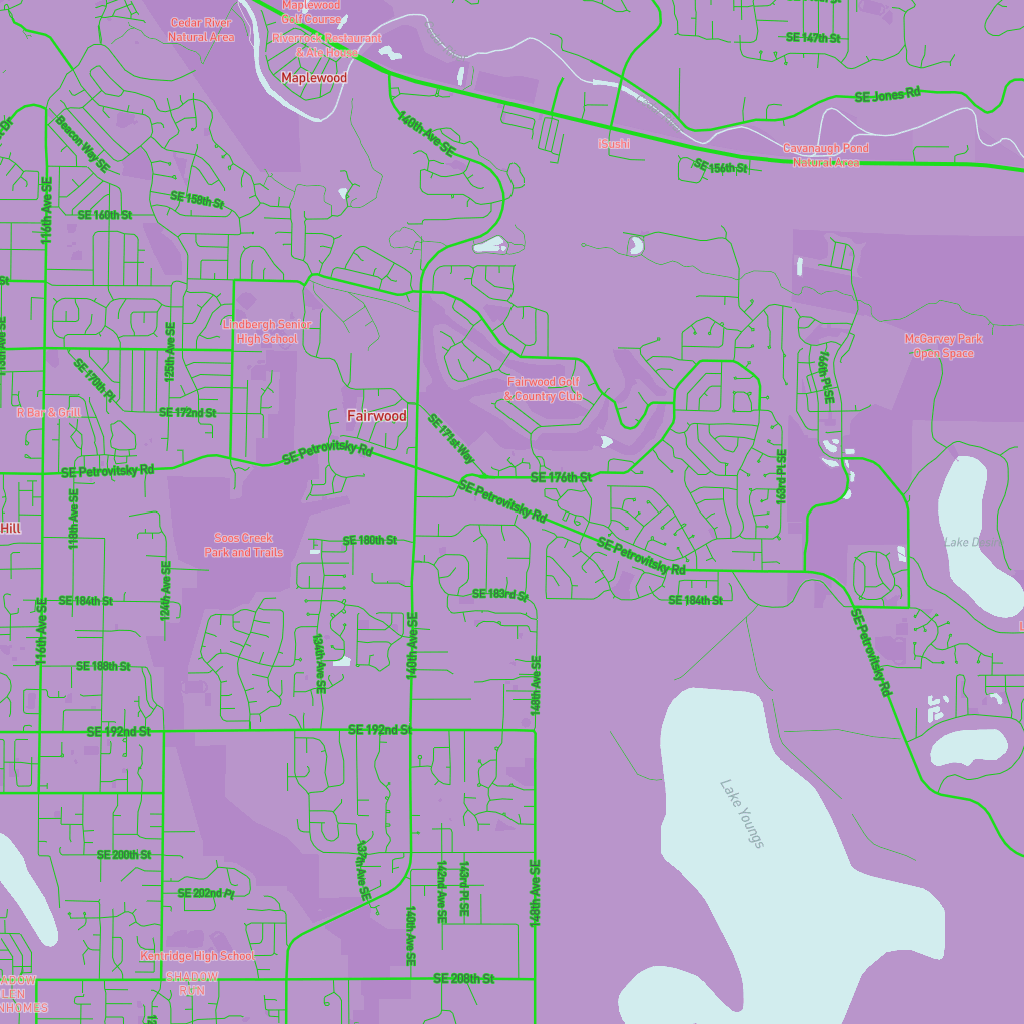 Maplewood
Golf Course
Cedar River
Natural Area
Riverrock Restaurant
& Ale House
SE 147th St
Maplewood
SE Jones Rd
140th Ave SE
Beacon Way SE
iSushi
Cavanaugh Pond
Natural Area
SE 156th St
SE 158th St
116th Ave SE
SE 160th St
St
Lindbergh Senior
High School
125th Ave SE
McGarvey Park
Open Space
SE 170th Pl
169th Pl SE
Fairwood Golf
& Country Club
R Bar & Grill
SE 172nd St
Fairwood
SE 171st Way
SE Petrovitsky Rd
SE Petrovitsky Rd
SE 176th St
163rd Pl SE
SE Petrovitsky Rd
118th Ave SE
Hill
Soos Creek
Park and Trails
SE 180th St
SE Petrovitsky Rd
124th Ave SE
SE 183rd St
SE 184th St
SE 184th St
116th Ave SE
140th Ave SE
134th Ave SE
SE Petrovitsky Rd
SE 188th St
148th Ave SE
SE 192nd St
SE 192nd St
Lake Youngs
SE 200th St
137th Ave SE
142nd Ave SE
143rd Pl SE
148th Ave SE
SE 202nd Pl
140th Ave SE
Kentridge High School
SHADOW
RUN
SE 208th St
ADOW
LEN
NHOMES